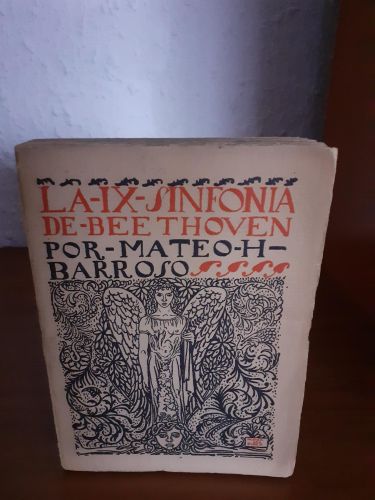 LA-IX-SINFONIA
DE-BEETHOVEN
POR-MATEO-H-
BARROSO